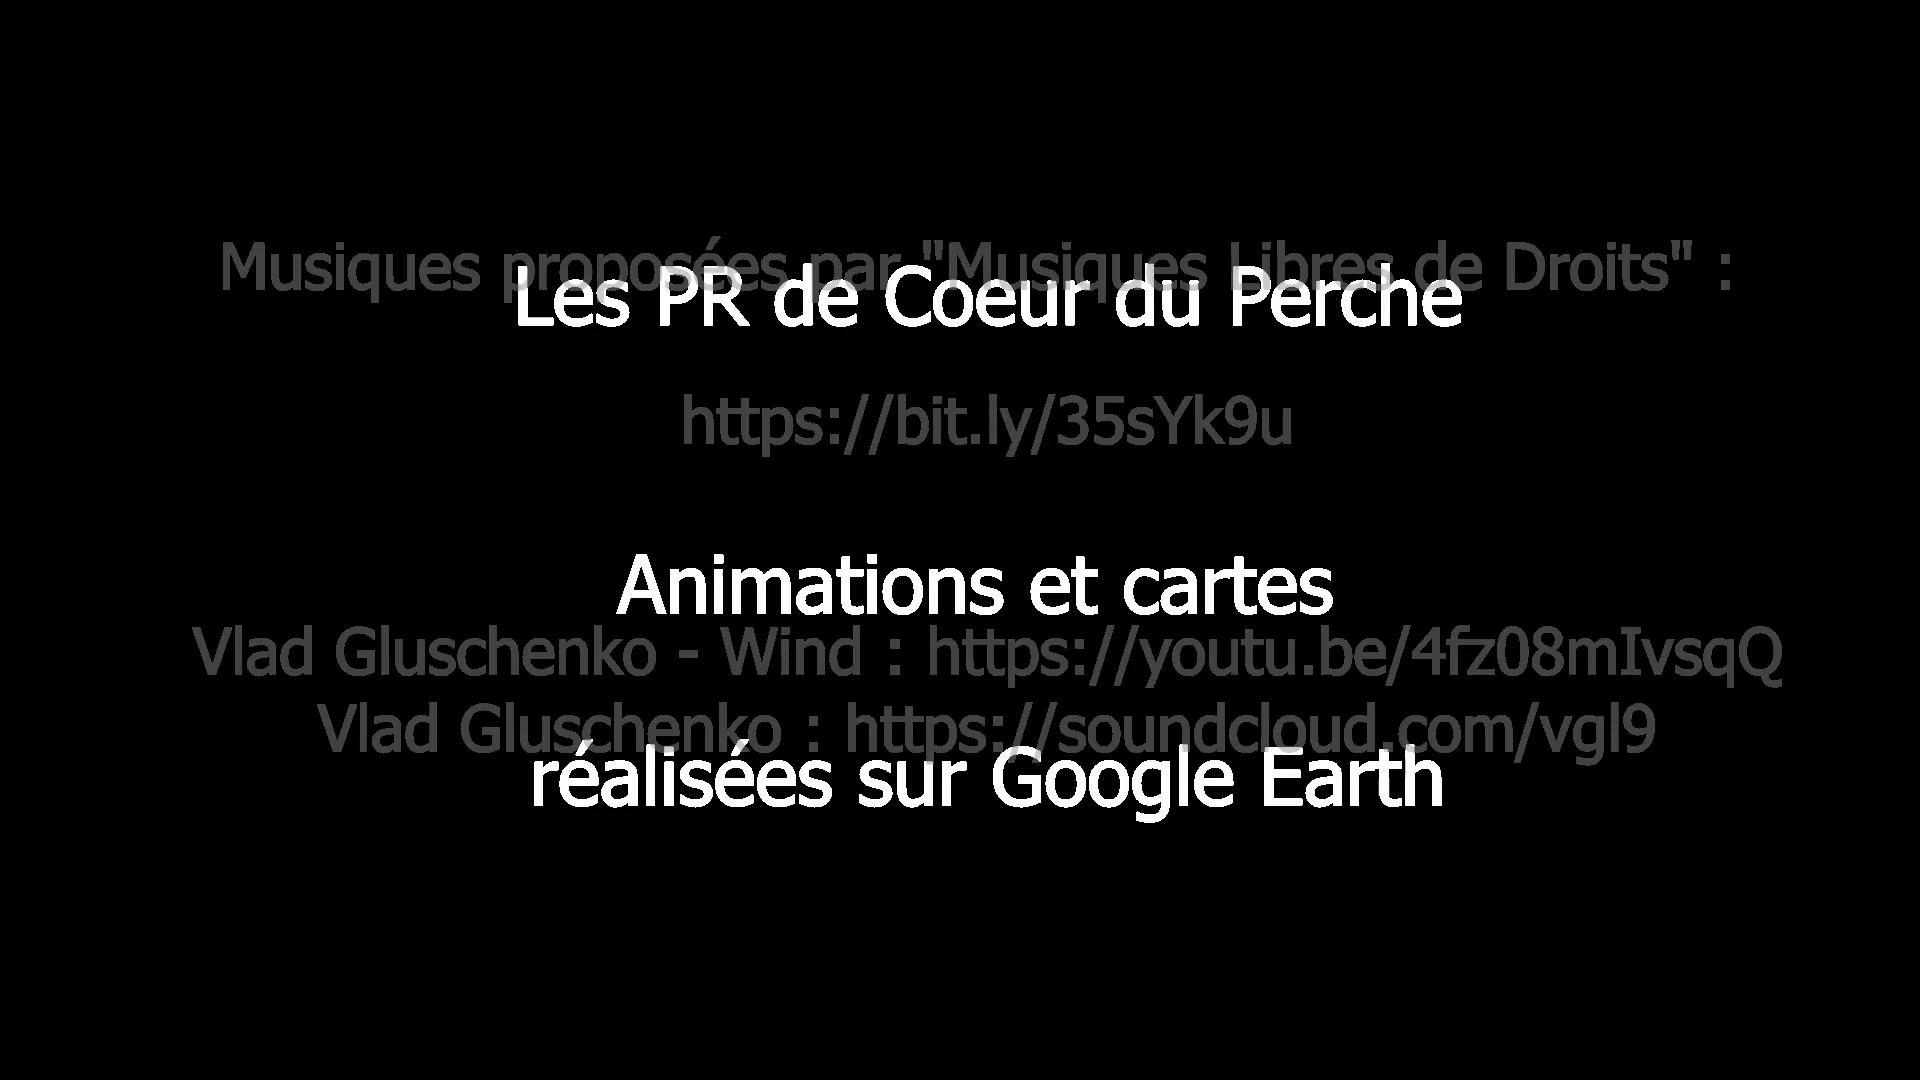 Musiques proposées par "Musiques Libres de Droits" :
Les PR de Coeur du Perche
https://bit.ly/35sYk9u
Animations et cartes
Vlad Gluschenko - Wind : https://youtu.be/4fz08mIvsqQ
Vlad Gluschenko : https://soundcloud.com/vgl9
réalisées sur Google Earth